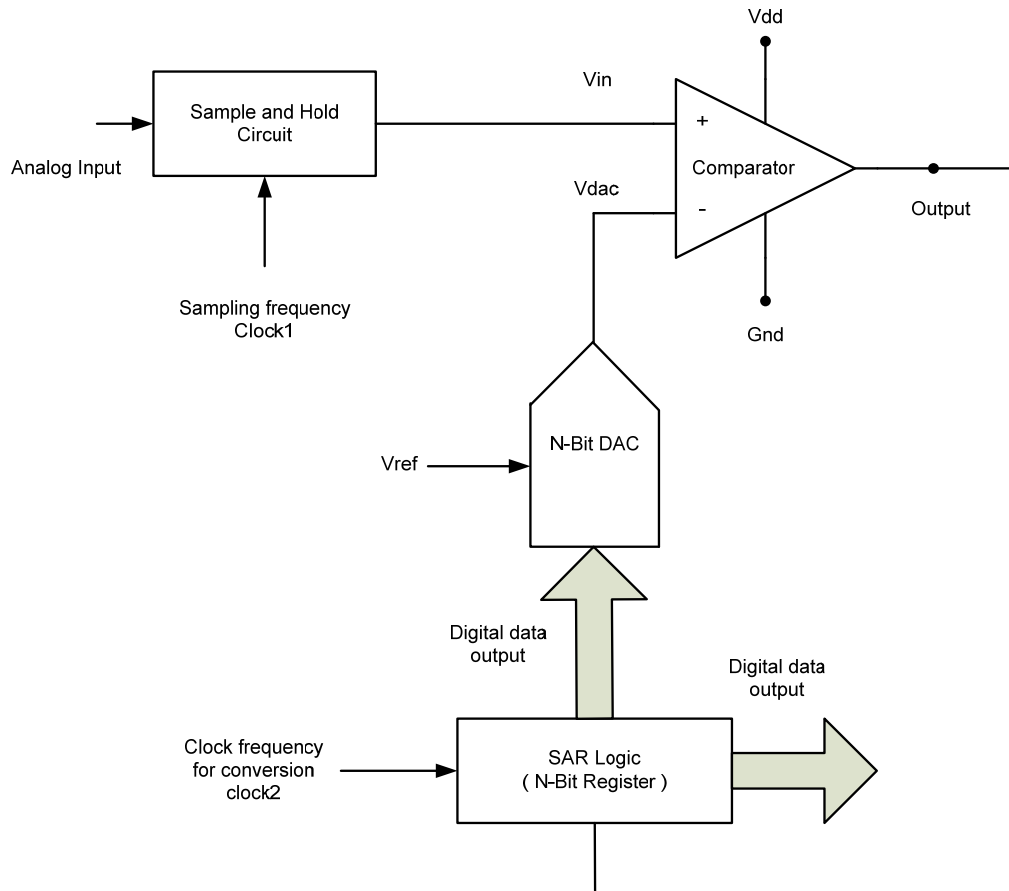 Vdd
Vin
Sample and Hold
Circuit
+
Comparator
Analog Input
Vdac
-
Output
Sampling frequency
Clock1
Gnd
N-Bit DAC
Vref
Digital data
output
Digital data
output
Clock frequency
for conversion
clock2
SAR Logic
( N-Bit Register )